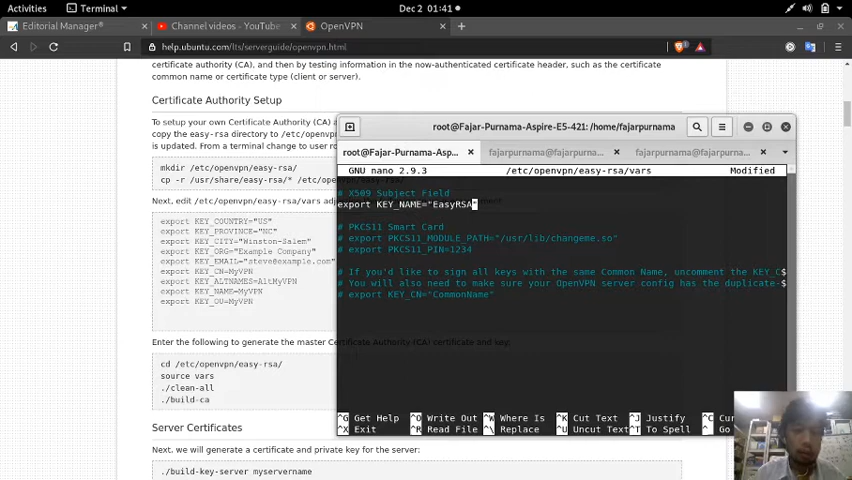 Activities
Terminal
Dec 2 01:41
Editorial Manager®
Channel videos - YouTube
OpenVPN
help.ubuntu.com/lts/serverguide/openvpn.html
certificate authority (CA), and then by testing information in the now-authenticated certificate header, such as the certificate
common name or certificate type (client or server).
Certificate Authority Setup
To setup your own Certificate Authority (CA) a
copy the easy-rsa directory to /etc/openvpn
is updated. From a terminal change to user ro
mkdir /etc/openvpn/easy-rsa/
cp -r /usr/share/easy-rsa/* /etc/op
Next, edit /etc/openvpn/easy-rsa/vars adj
export KEY_COUNTRY="US"
export KEY_PROVINCE="NC"
export KEY_CITY="Winston-Salem"
export KEY_ORG="Example Company"
export KEY_EMAIL="steve@example.com"
export KEY_CN=MyVPN
export KEY_ALTNAMES=AltMyVPN
export KEY_NAME=MyVPN
export KEY_OU=MyVPN
Enter the following to generate the master Certificate Authority (CA) certificate and key:
cd /etc/openvpn/easy-rsa/
source vars
./clean-all
./build-ca
Server Certificates
Next, we will generate a certificate and private key for the server:
./build-key-server myservername
root@Fajar-Purnama-Aspire-E5-421: /home/fajarpurnama
root@Fajar-Purnama-Asp...
fajarpurnama@fajarpurna...
fajarpurnama@fajarpurna...
GNU nano 2.9.3 /etc/openvpn/easy-rsa/vars Modified
# X509 Subject Field
export KEY_NAME="EasyRSA"
# PKCS11 Smart Card
# export PKCS11_MODULE_PATH="/usr/lib/changeme.so"
# export PKCS11_PIN=1234
# If you'd like to sign all keys with the same Common Name, uncomment the KEY_C$
# You will also need to make sure your OpenVPN server config has the duplicate-$
# export KEY_CN="CommonName"
^G Get Help ^O Write Out ^W Where Is ^K Cut Text ^J Justify ^C Cur
^X Exit ^R Read File ^\ Replace ^U Uncut Text ^T To Spell ^_ Go